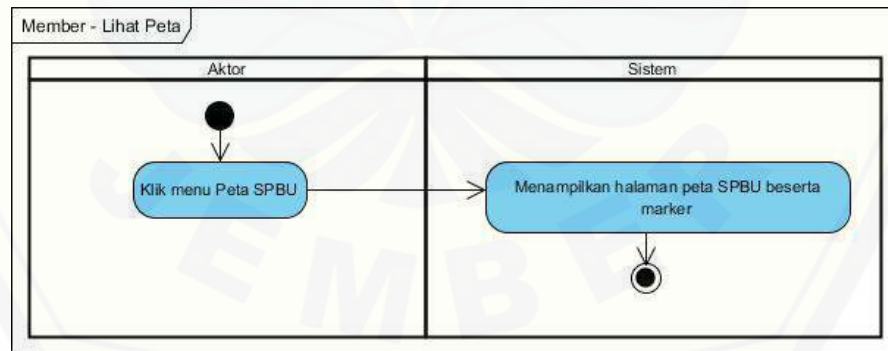 Member - Lihat Peta
Aktor
Sistem
Klik menu Peta SPBU
Menampilkan halaman peta SPBU beserta
marker